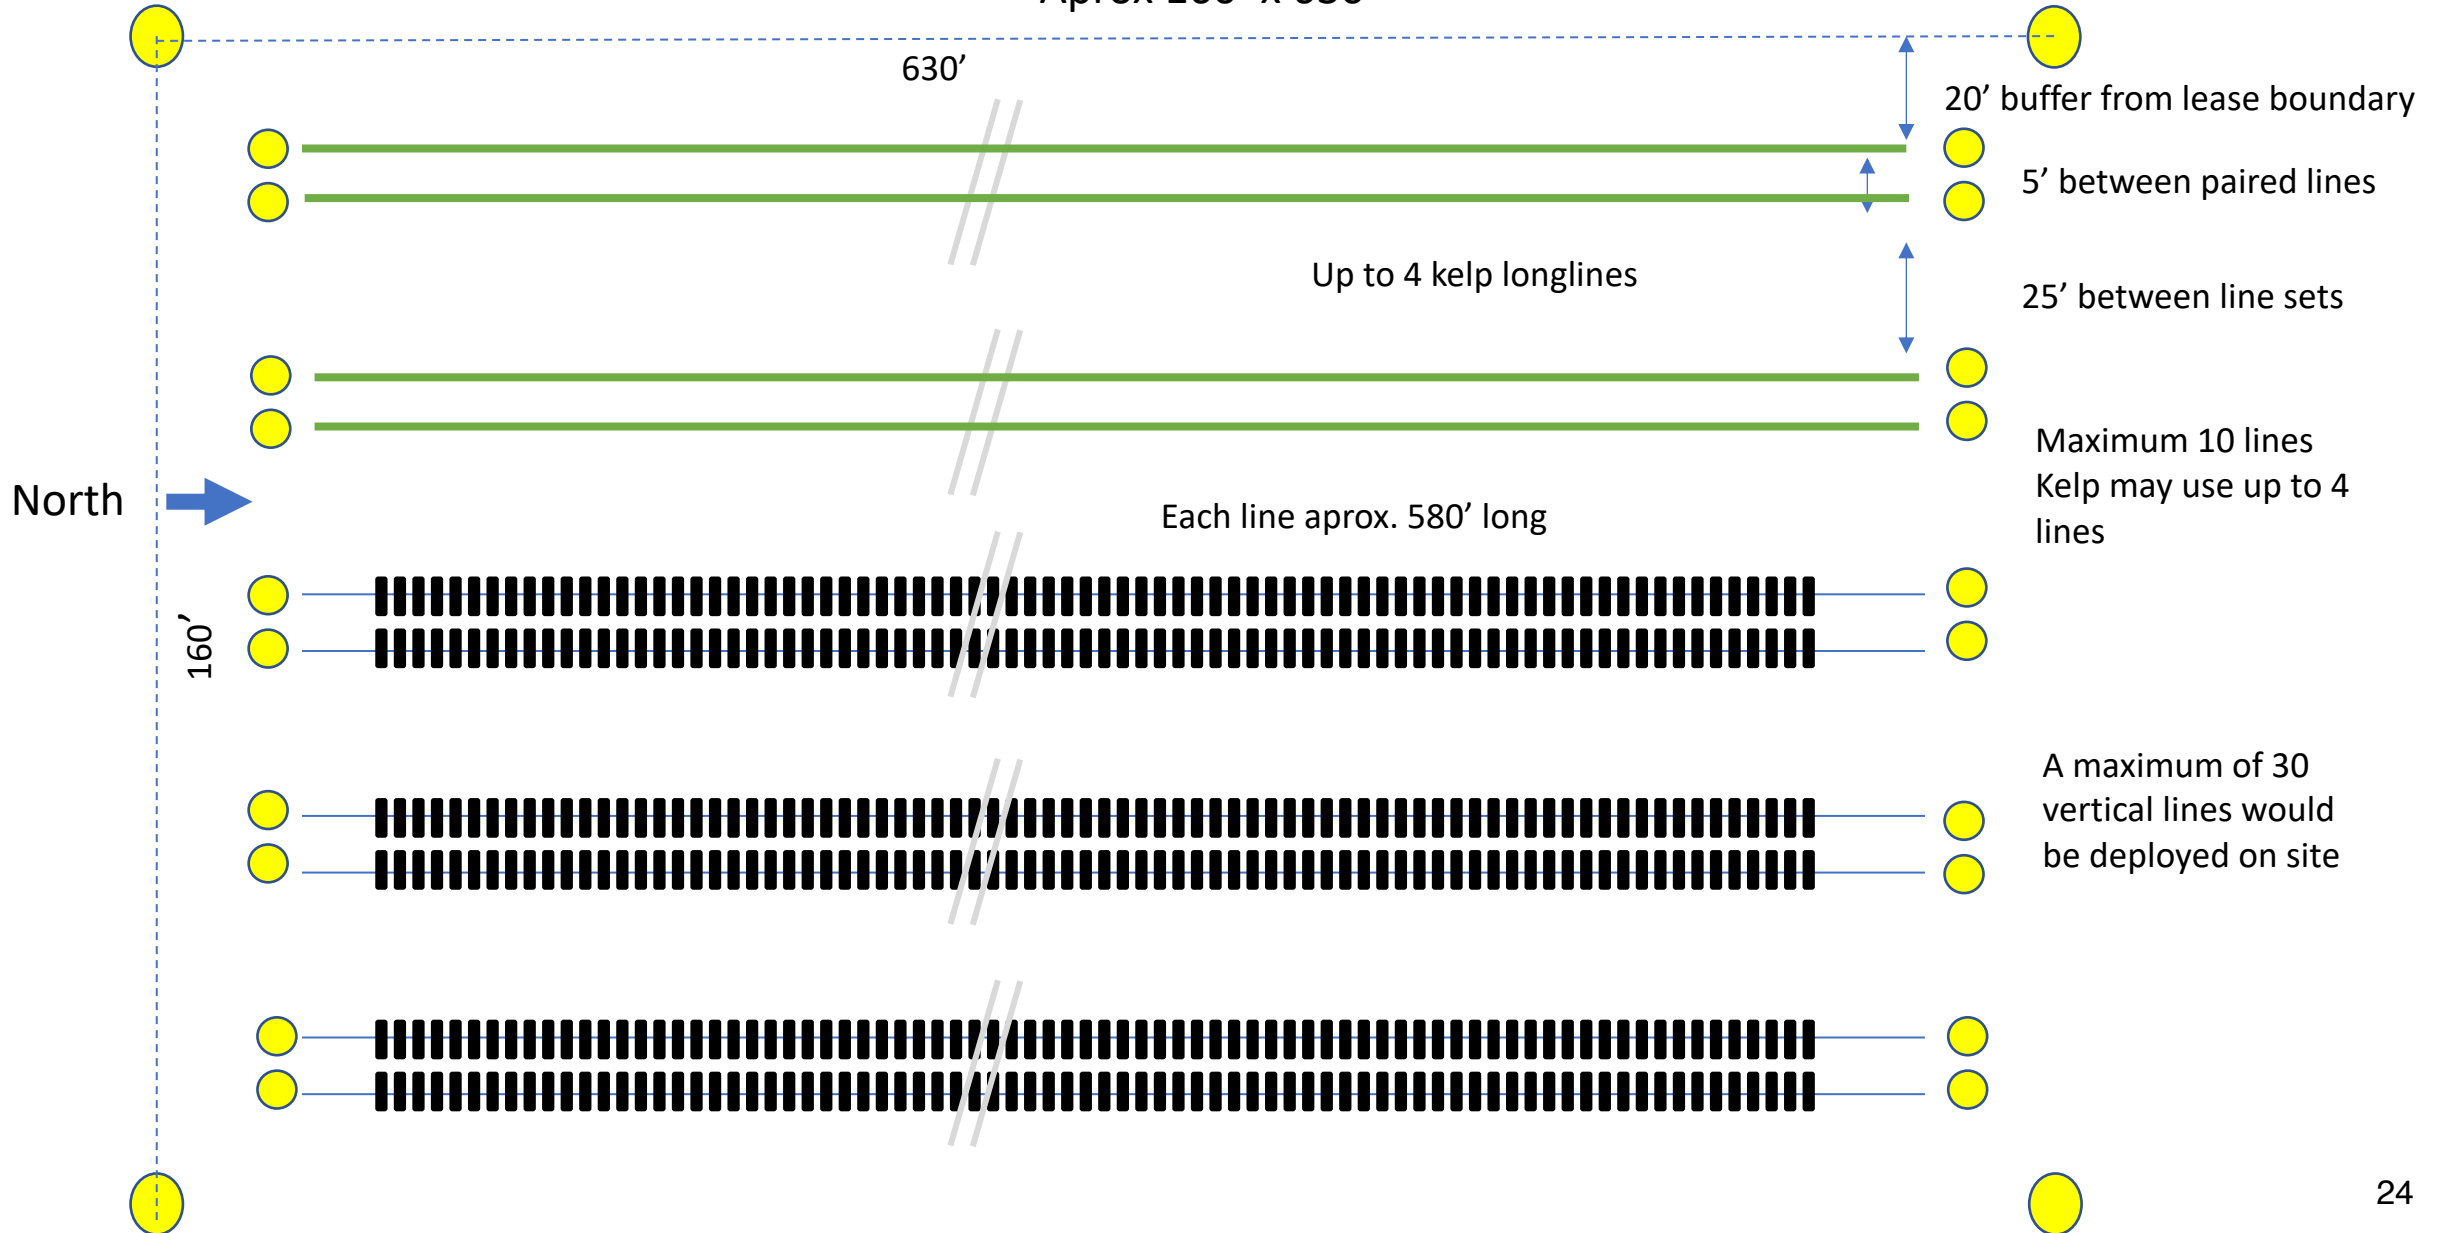 630’
20’ buffer from lease boundary
5’ between paired lines
Up to 4 kelp longlines
25’ between line sets
Maximum 10 lines
Kelp may use up to 4
lines
North
Each line aprox. 580’ long
160’
A maximum of 30
vertical lines would
be deployed on site
24